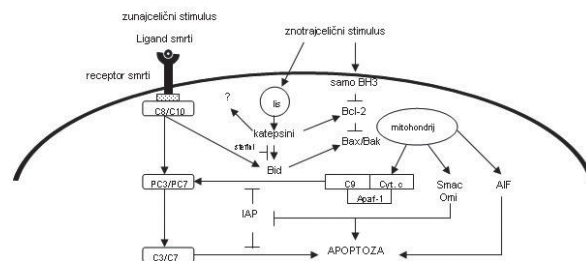 zunajcelični stimulus
Ligand smrti
receptor smrti
znotrajcelični stimulus
samo BH3
C8/C10
?
lis
katepsini
Bcl-2
mitohondrij
stefini
Bax/Bak
Bid
PC3/PC7
C9 Cyt.c
Apaf-1
Smac
Omi
AIF
IAP
C3/C7
APOPTOZA